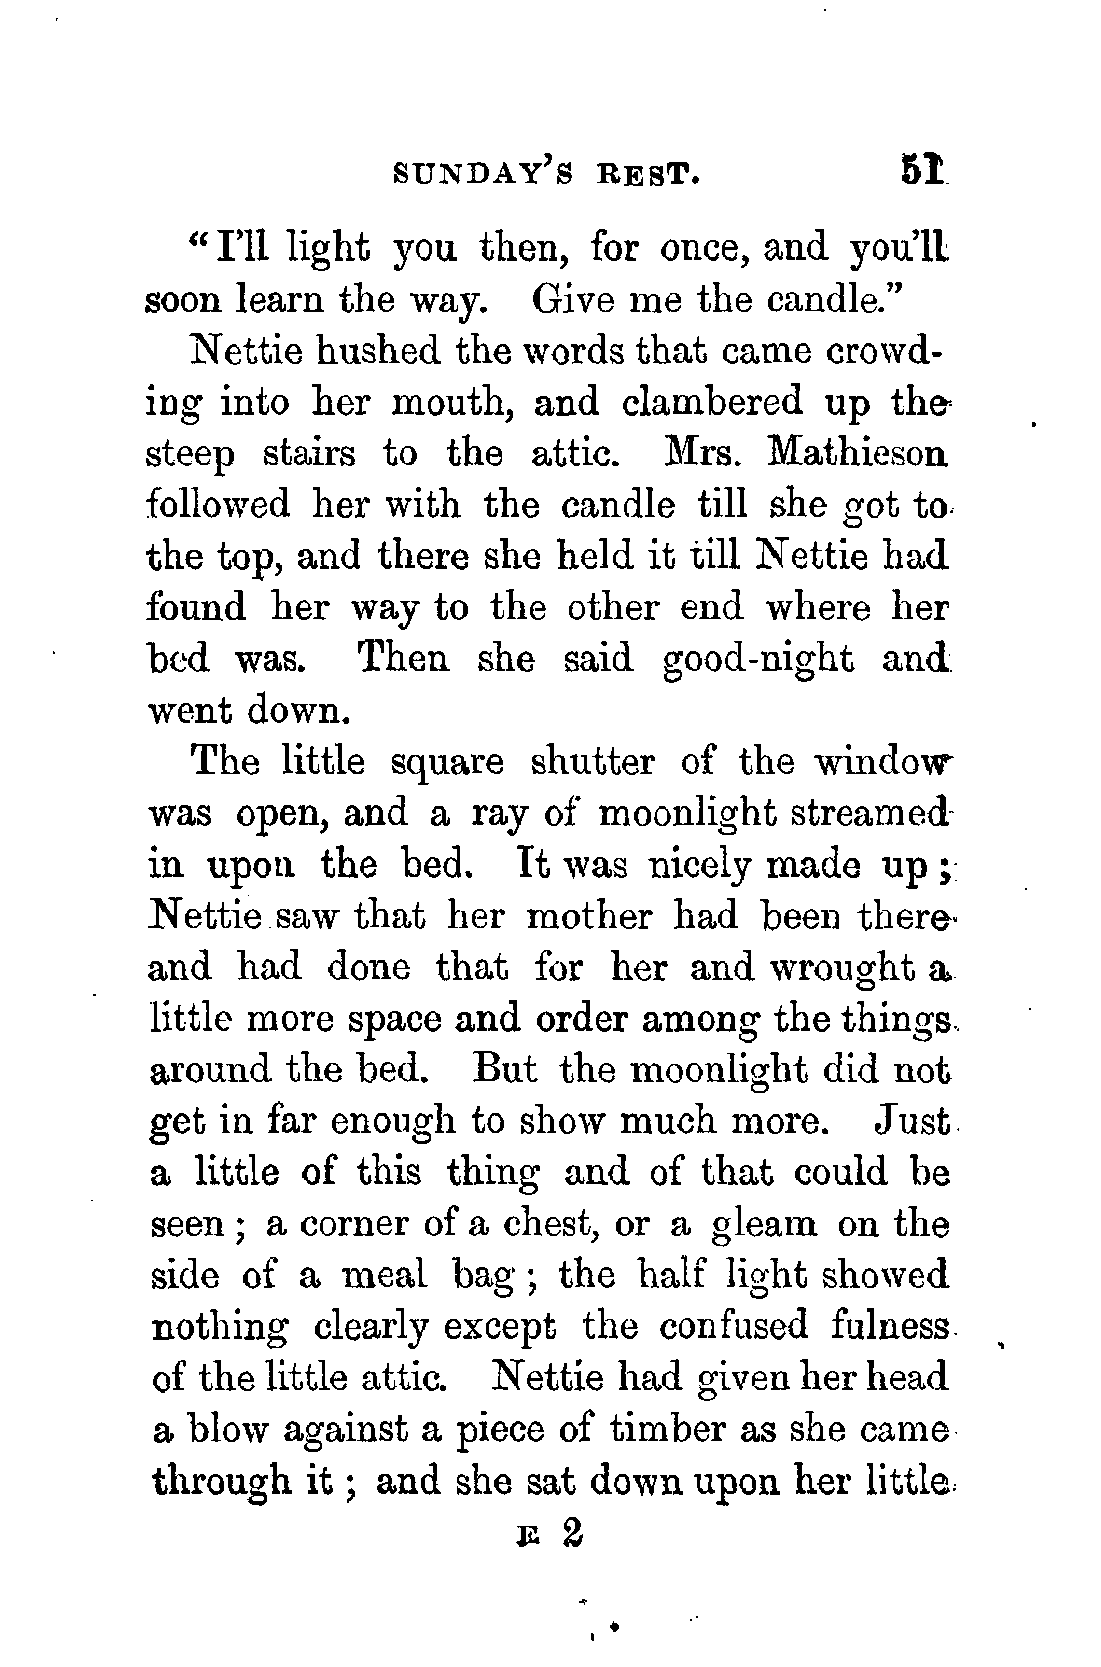 SUNDAY'S REST. 51
"I'll light you then, for once, and you'll
soon learn the way. Give me the candle."
Nettie hushed the words that came crowd-
ing into her mouth, and clambered up the
steep stairs to the attic. Mrs. Mathieson
followed her with the candle till she got to
the top, and there she held it till Nettie had
found her way to the other end where her
bed was. Then she said good-night and
went down.
The little square shutter of the window
was open, and a ray of moonlight streamed
in upon the bed. It was nicely made up ;
Nettie saw that her mother had been there
and had done that for her and wrought a
little more space and order among the things
around the bed. But the moonlight did not
get in far enough to show much more. Just
a little of this thing and of that could be
seen ; a corner of a chest, or a gleam on the
side of a meal bag ; the half light showed
nothing clearly except the confused fulness
of the little attic. Nettie had given her head
a blow against a piece of timber as she came
through it ; and she sat down upon her little
E 2